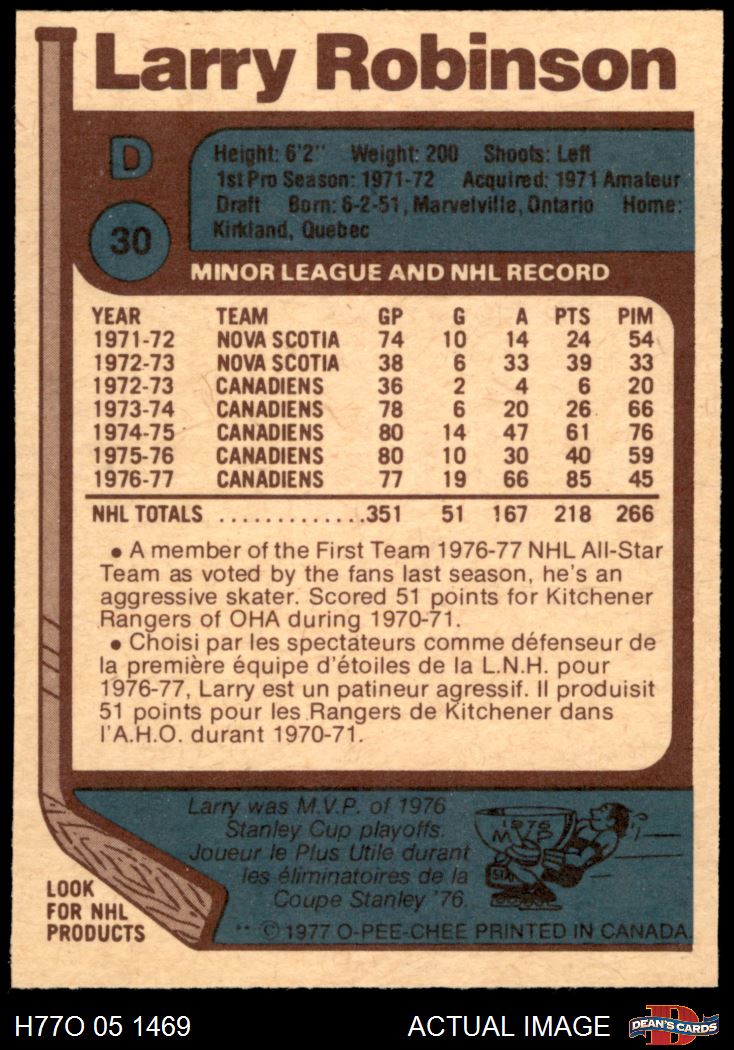 Larry Robinson
D
Height: 6'2" Weight: 200 Shoots: Left
1st Pro Season: 1971-72 Acquired: 1971 Amateur
Draft Born: 6-2-51, Marvelville, Ontario Home:
Kirkland, Quebec
30
MINOR LEAGUE AND NHL RECORD
YEAR TEAM GP G A PTS PIM
1971-72 NOVA SCOTIA 74 10 14 24 54
1972-73 NOVA SCOTIA 38 6 33 39 33
1972-73 CANADIENS 36 2 4 6 20
1973-74 CANADIENS 78 6 20 26 66
1974-75 CANADIENS 80 14 47 61 76
1975-76 CANADIENS 80 10 30 40 59
1976-77 CANADIENS 77 19 66 85 45
NHL TOTALS .............351 51 167 218 266
• A member of the First Team 1976-77 NHL All-Star
Team as voted by the fans last season, he's an
aggressive skater. Scored 51 points for Kitchener
Rangers of OHA during 1970-71.
• Choisi par les spectateurs comme défenseur de
la première équipe d'étoiles de la L.N.H. pour
1976-77, Larry est un patineur agressif. Il produisit
51 points pour les Rangers de Kitchener dans
l'A.H.O. durant 1970-71.
Larry was M.V.P. of 1976
Stanley Cup playoffs.
Joueur le Plus Utile durant
les éliminatoires de la
Coupe Stanley '76.
1976
M.V.P.
LOOK
FOR NHL
PRODUCTS
** © 1977 O-PEE-CHEE PRINTED IN CANADA
H77O 05 1469
ACTUAL IMAGE
DEAN'S CARDS